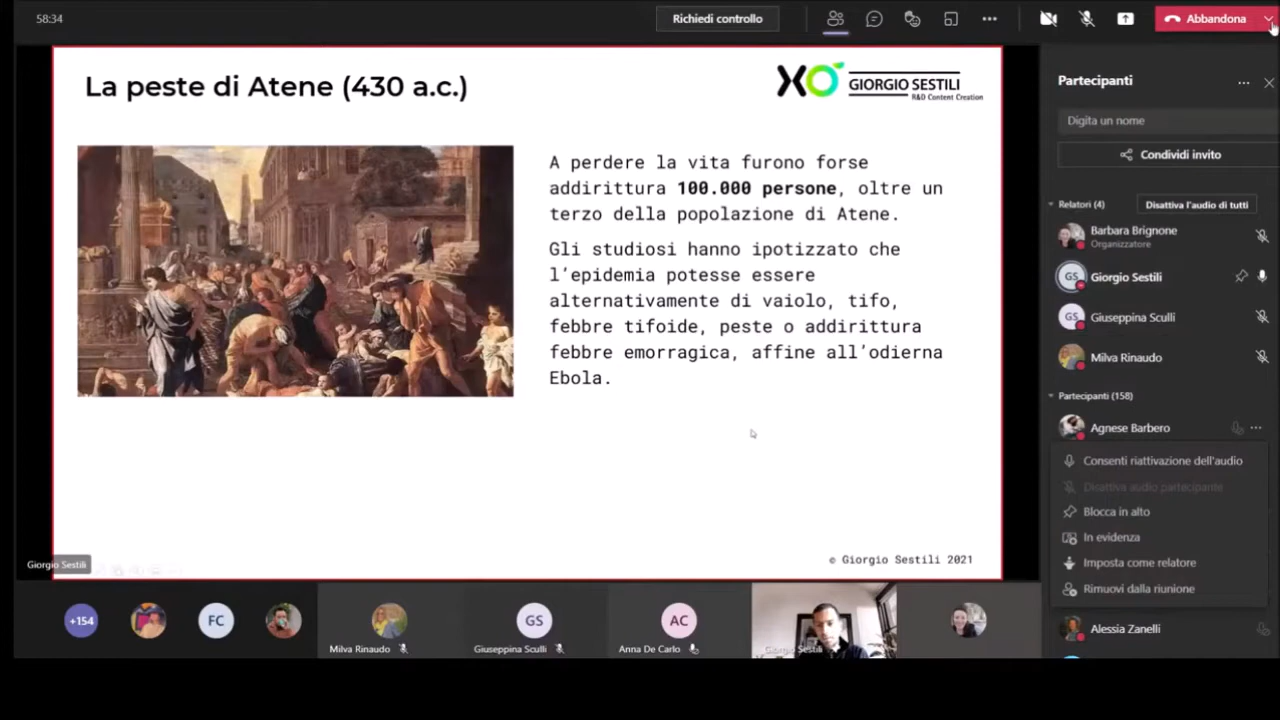 58:34
Richiedi controllo
Abbandona
La peste di Atene (430 a.c.)
XO
GIORGIO SESTILI
R&D Content Creation
A perdere la vita furono forse
addirittura 100.000 persone, oltre un
terzo della popolazione di Atene.
Gli studiosi hanno ipotizzato che
l'epidemia potesse essere
alternativamente di vaiolo, tifo,
febbre tifoide, peste o addirittura
febbre emorragica, affine all'odierna
Ebola.
© Giorgio Sestili 2021
Giorgio Sestili
Partecipanti
Digita un nome
Condividi invito
Relatori (4)
Disattiva l'audio di tutti
Barbara Brignone
Organizzatore
GS
Giorgio Sestili
GS
Giuseppina Sculli
Milva Rinaudo
Partecipanti (158)
Agnese Barbero
Consenti riattivazione dell'audio
Disattiva audio partecipante
Blocca in alto
In evidenza
Imposta come relatore
Rimuovi dalla riunione
Alessia Zanelli
+154
FC
Milva Rinaudo
GS
Giuseppina Sculli
AC
Anna De Carlo
Giorgio Sestili